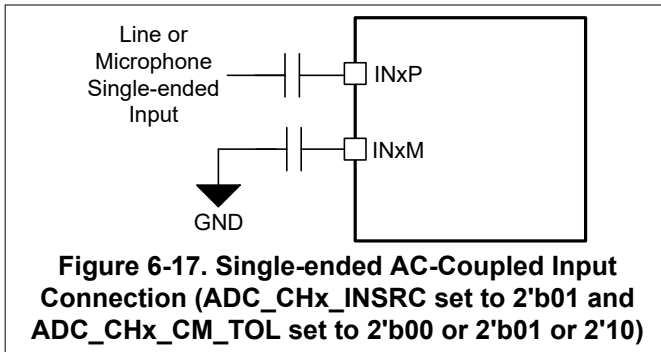 Line or
Microphone
Single-ended
Input
INxP
INxM
GND
Figure 6-17. Single-ended AC-Coupled Input
Connection (ADC_CHx_INSRC set to 2'b01 and
ADC_CHx_CM_TOL set to 2'b00 or 2'b01 or 2'10)